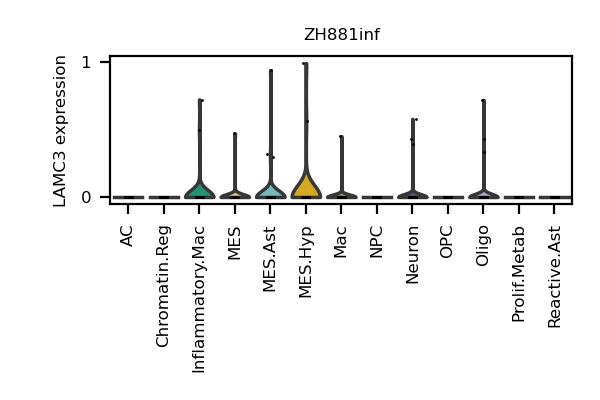 ZH881inf
LAMC3 expression
1
0
AC
Chromatin.Reg
Inflammatory.Mac
MES
MES.Ast
MES.Hyp
Mac
NPC
Neuron
OPC
Oligo
Prolif.Metab
Reactive.Ast